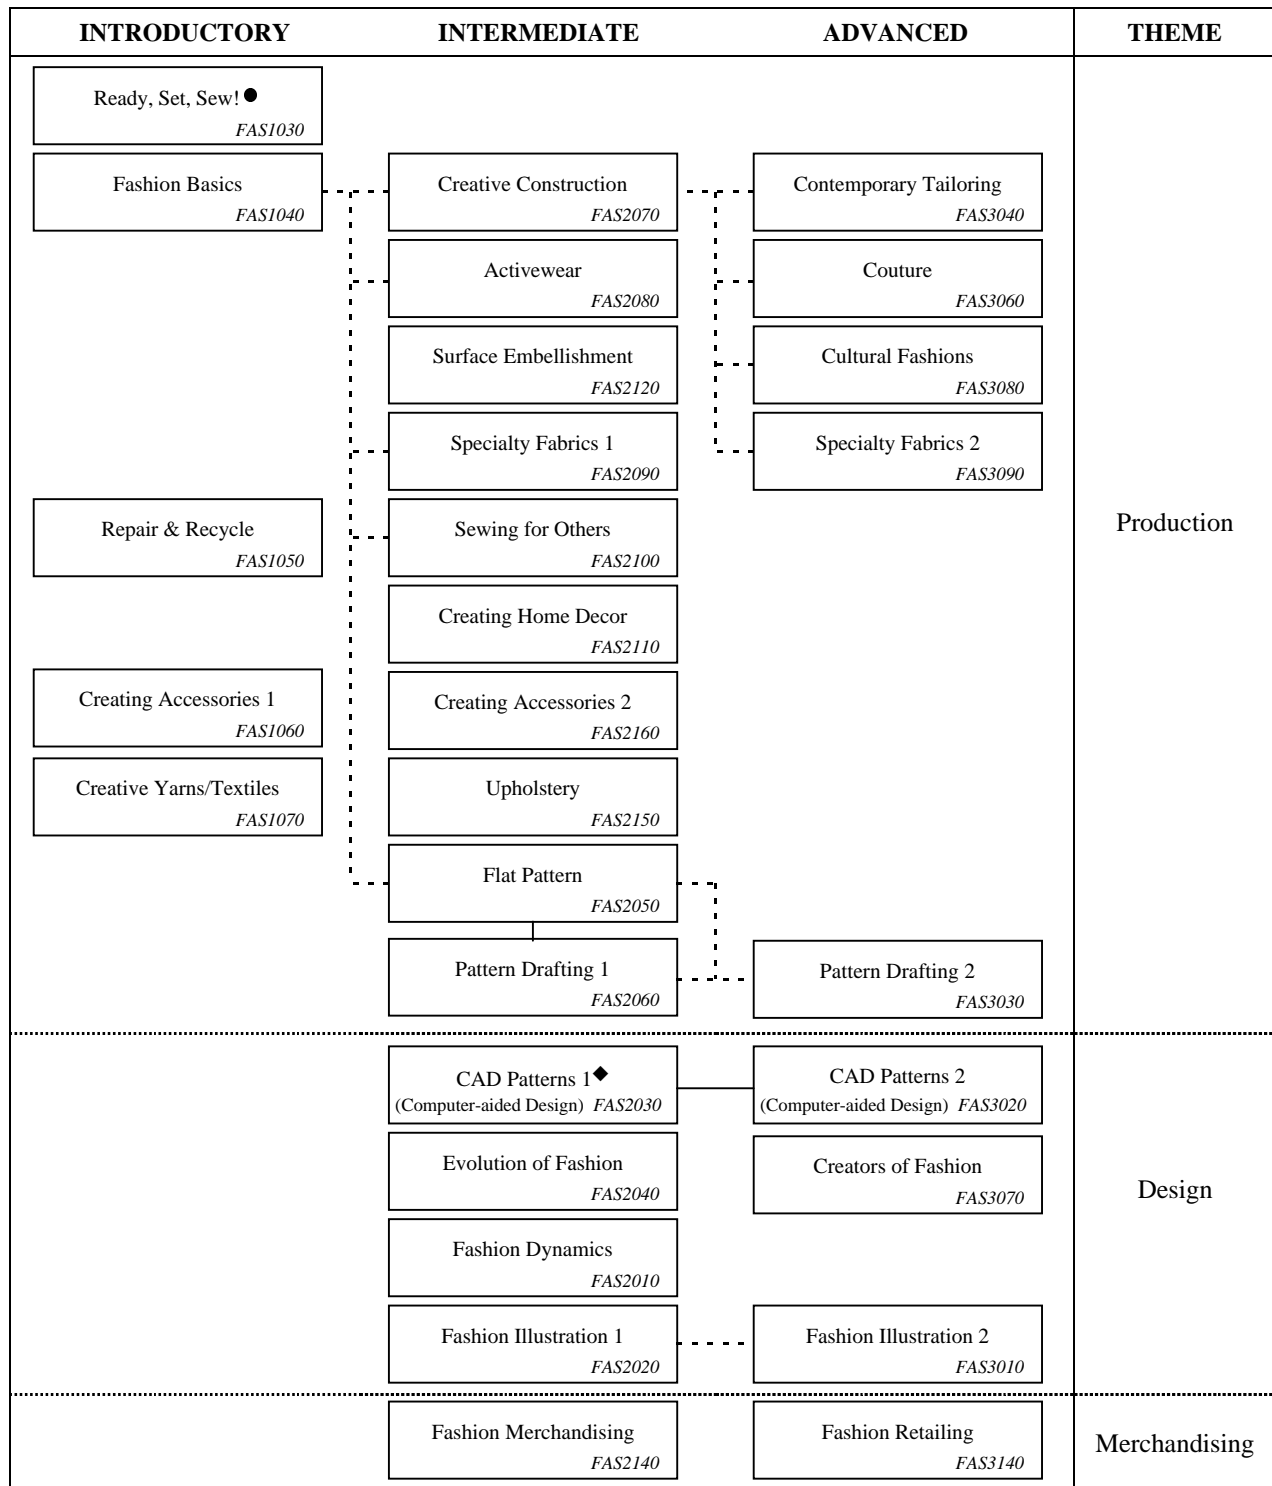 INTRODUCTORY INTERMEDIATE ADVANCED THEME
Ready, Set, Sew!●
FAS1030
Fashion Basics
FAS1040
Creative Construction
FAS2070
Contemporary Tailoring
FAS3040
Activewear
FAS2080
Couture
FAS3060
Surface Embellishment
FAS2120
Cultural Fashions
FAS3080
Specialty Fabrics 1
FAS2090
Specialty Fabrics 2
FAS3090
Repair & Recycle
FAS1050
Sewing for Others
FAS2100
Production
Creating Home Decor
FAS2110
Creating Accessories 1
FAS1060
Creating Accessories 2
FAS2160
Creative Yarns/Textiles
FAS1070
Upholstery
FAS2150
Flat Pattern
FAS2050
Pattern Drafting 1
FAS2060
Pattern Drafting 2
FAS3030
CAD Patterns 1◆
(Computer-aided Design) FAS2030
CAD Patterns 2
(Computer-aided Design) FAS3020
Evolution of Fashion
FAS2040
Creators of Fashion
FAS3070
Design
Fashion Dynamics
FAS2010
Fashion Illustration 1
FAS2020
Fashion Illustration 2
FAS3010
Fashion Merchandising
FAS2140
Fashion Retailing
FAS3140
Merchandising